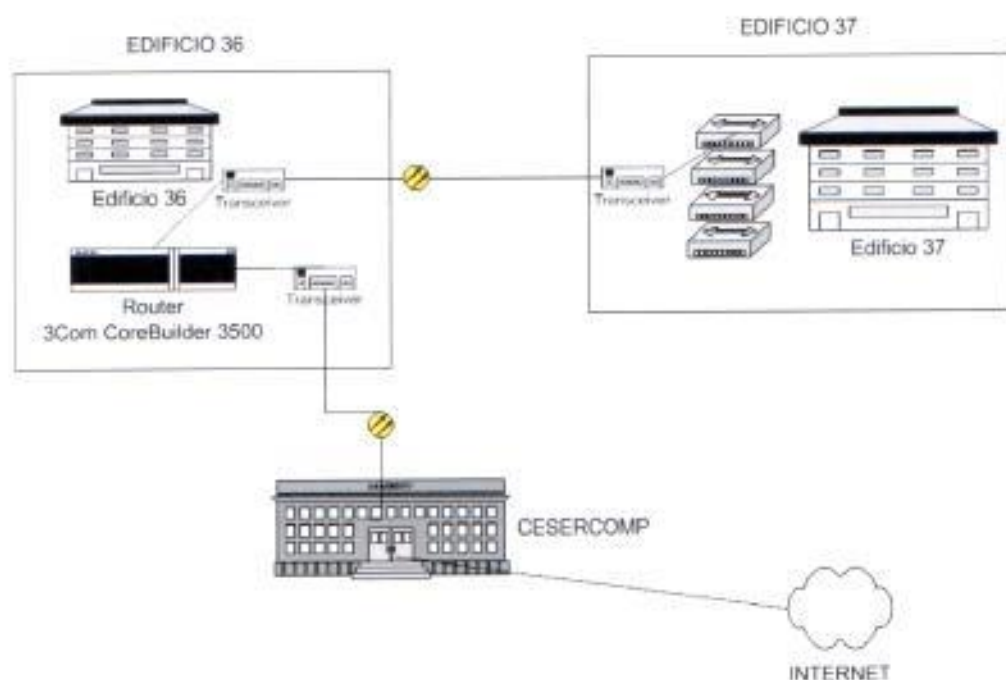 EDIFICIO 36
EDIFICIO 37
Edificio 36
Transceiver
Transceiver
Edificio 37
Router
3Com CoreBuilder 3500
Transceiver
CESERCOMP
INTERNET